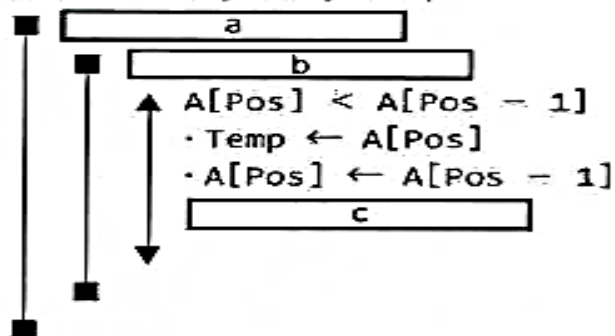 a
b
A[Pos] < A[Pos - 1]
・Temp ← A[Pos]
・A[Pos] ← A[Pos - 1]
c